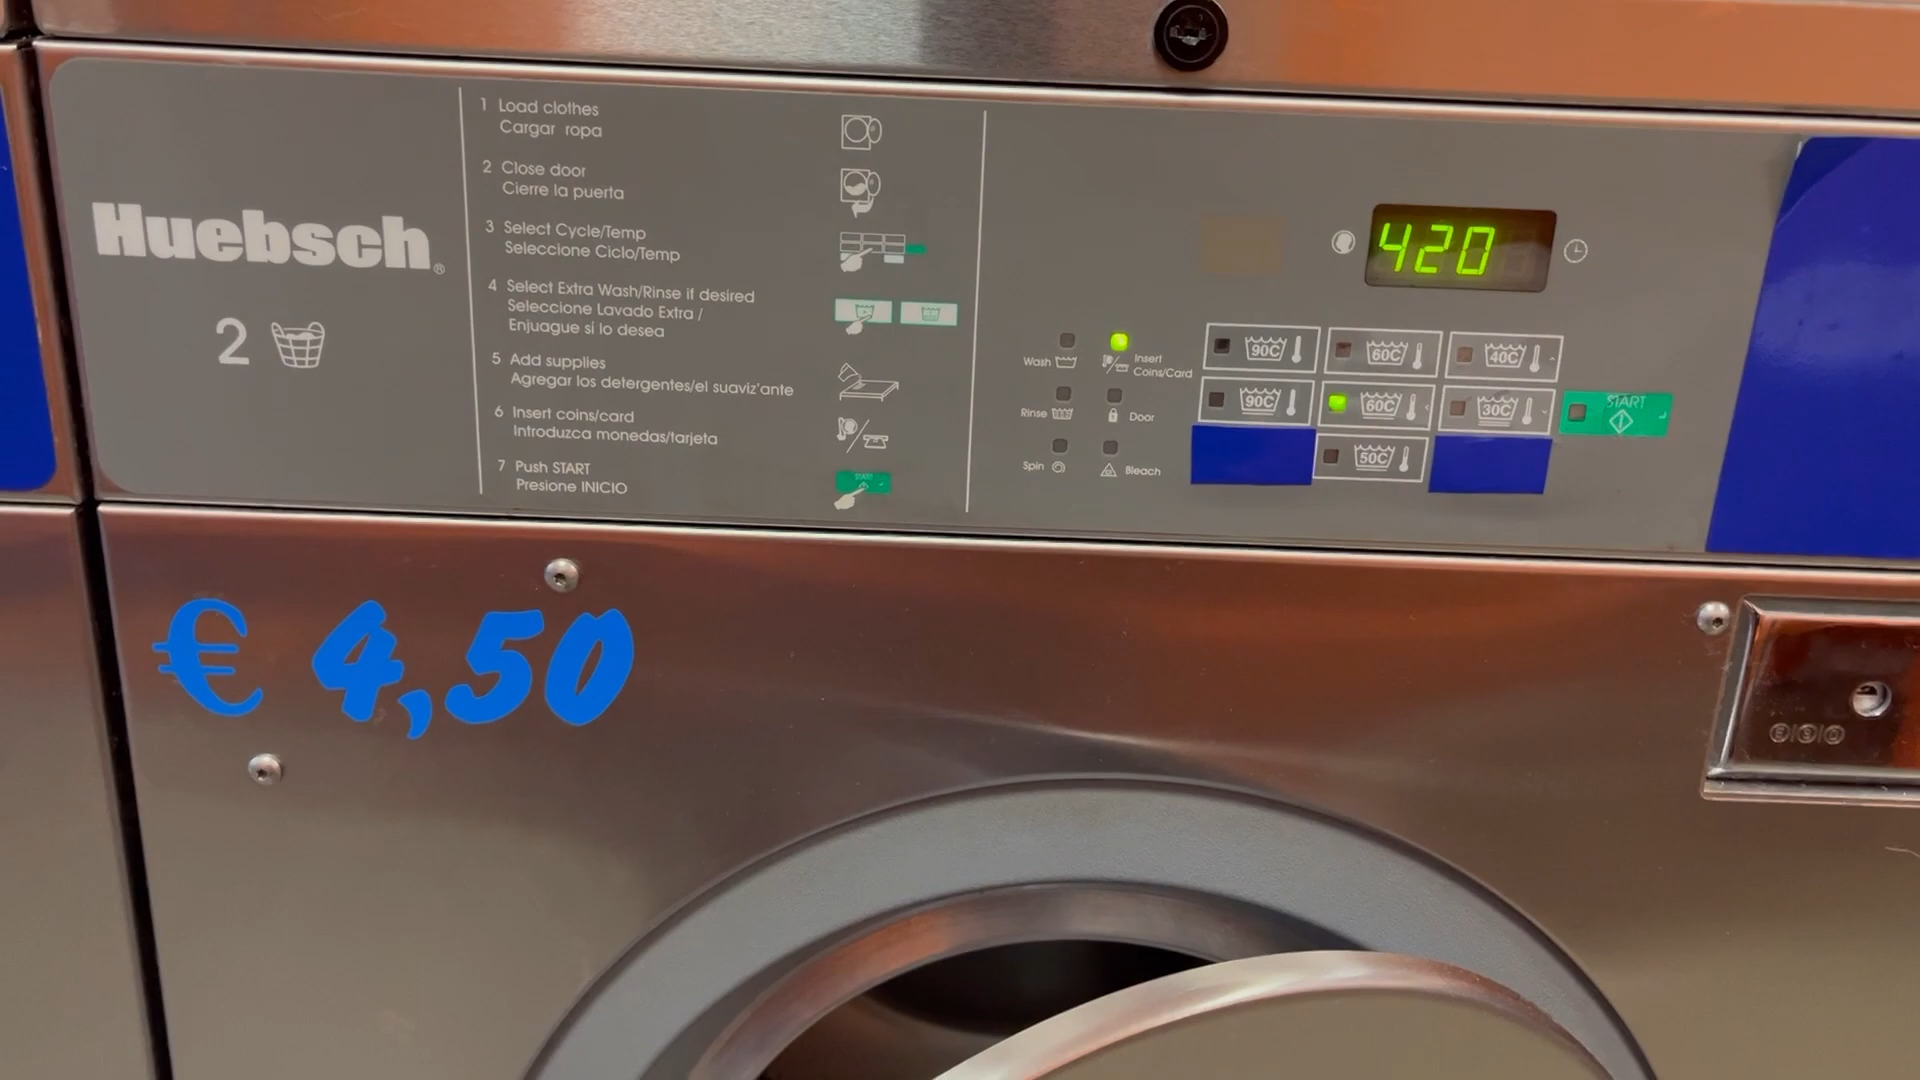 Huebsch®
2
1 Load clothes
Cargar ropa
2 Close door
Cierre la puerta
3 Select Cycle/Temp
Seleccione Ciclo/Temp
4 Select Extra Wash/Rinse if desired
Seleccione Lavado Extra /
Enjuague si lo desea
5 Add supplies
Agregar los detergentes/el suaviz'ante
6 Insert coins/card
Introduzca monedas/tarjeta
7 Push START
Presione INICIO
START
420
Wash
Insert
Coins/Card
Rinse
Door
Spin
Bleach
90C
60C
40C
90C
60C
30C
50C
START
€ 4,50